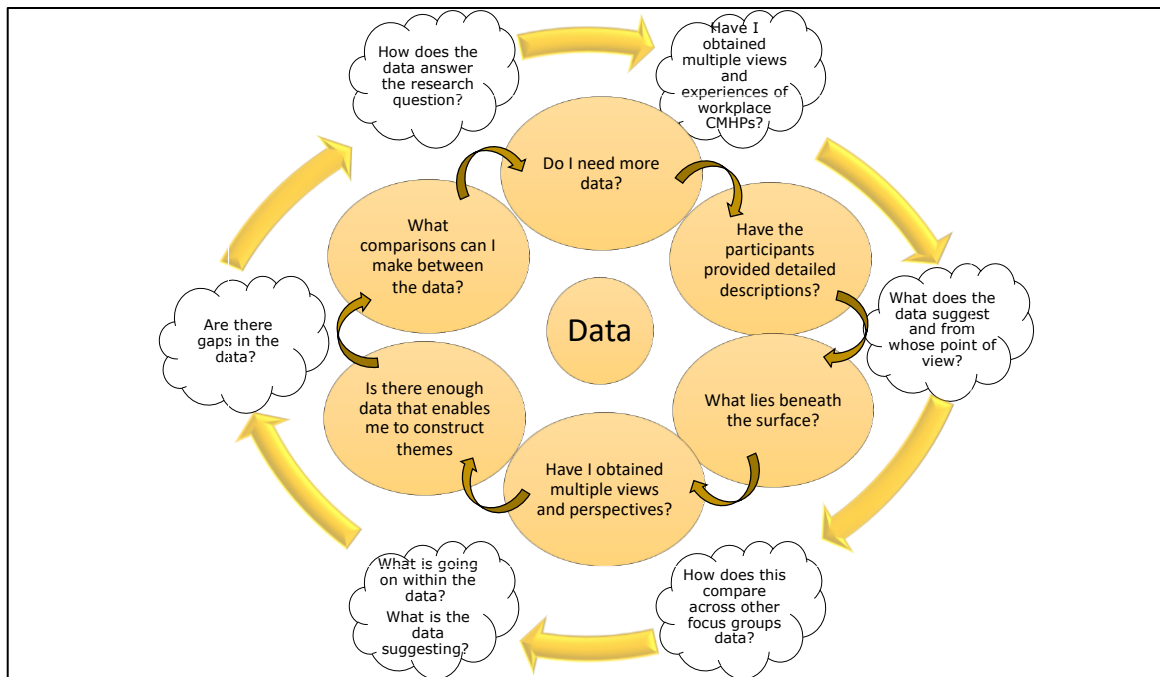 How does the
data answer
the research
question?
Have I
obtained
multiple views
and
experiences of
workplace
CMHPs?
Do I need more
data?
What
comparisons can I
make between
the data?
Have the
participants
provided detailed
descriptions?
Are there
gaps in the
data?
Data
What does the
data suggest
and from
whose point of
view?
Is there enough
data that enables
me to construct
themes
What lies beneath
the surface?
Have I obtained
multiple views
and perspectives?
What is going
on within the
data?
What is the
data
suggesting?
How does this
compare
across other
focus groups
data?